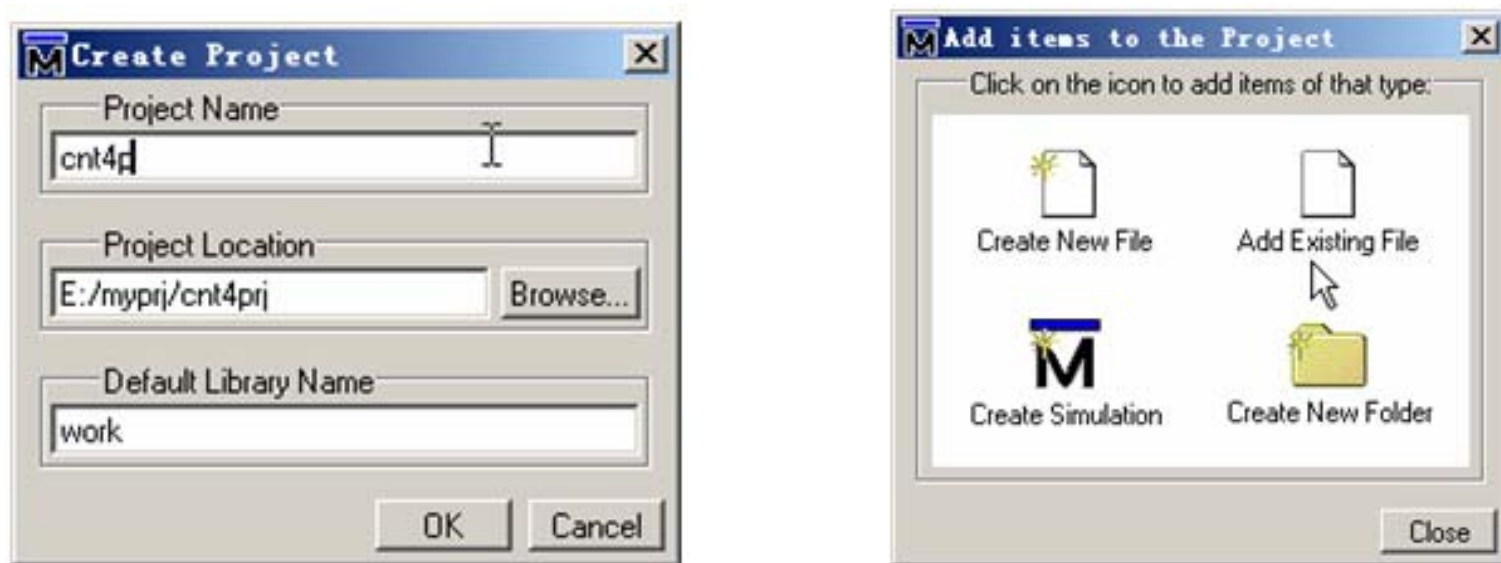 Create Project
Project Name
cnt4p
Project Location
E:/myprj/cnt4prj
Browse...
Default Library Name
work
OK
Cancel
Add items to the Project
Click on the icon to add items of that type:
Create New File
Add Existing File
Create Simulation
Create New Folder
Close